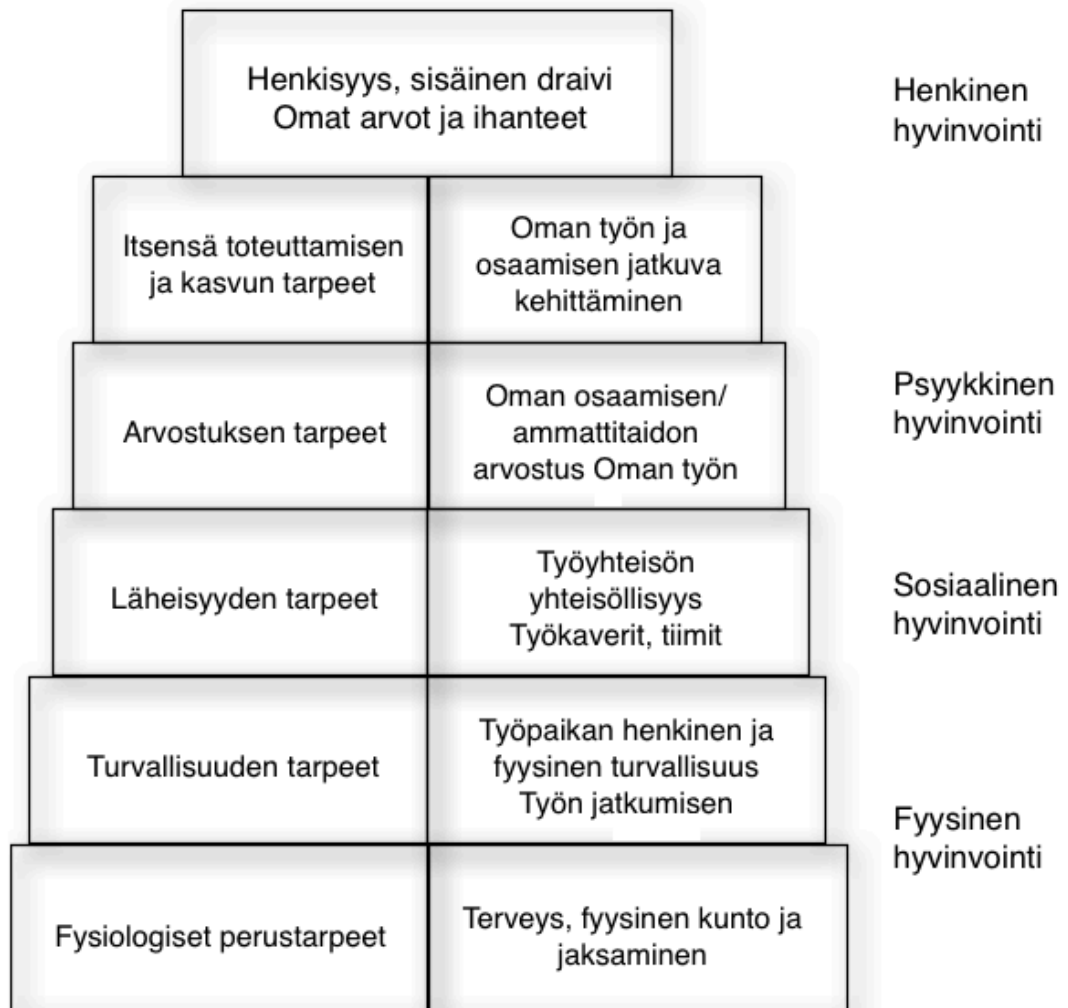 Henkisyys, sisäinen draivi
Omat arvot ja ihanteet
Henkinen
hyvinvointi
Itsensä toteuttamisen
ja kasvun tarpeet
Oman työn ja
osaamisen jatkuva
kehittäminen
Arvostuksen tarpeet
Oman osaamisen/
ammattitaidon
arvostus Oman työn
Psyykkinen
hyvinvointi
Läheisyyden tarpeet
Työyhteisön
yhteisöllisyys
Työkaverit, tiimit
Sosiaalinen
hyvinvointi
Turvallisuuden tarpeet
Työpaikan henkinen ja
fyysinen turvallisuus
Työn jatkumisen
Fyysinen
hyvinvointi
Fysiologiset perustarpeet
Terveys, fyysinen kunto ja
jaksaminen